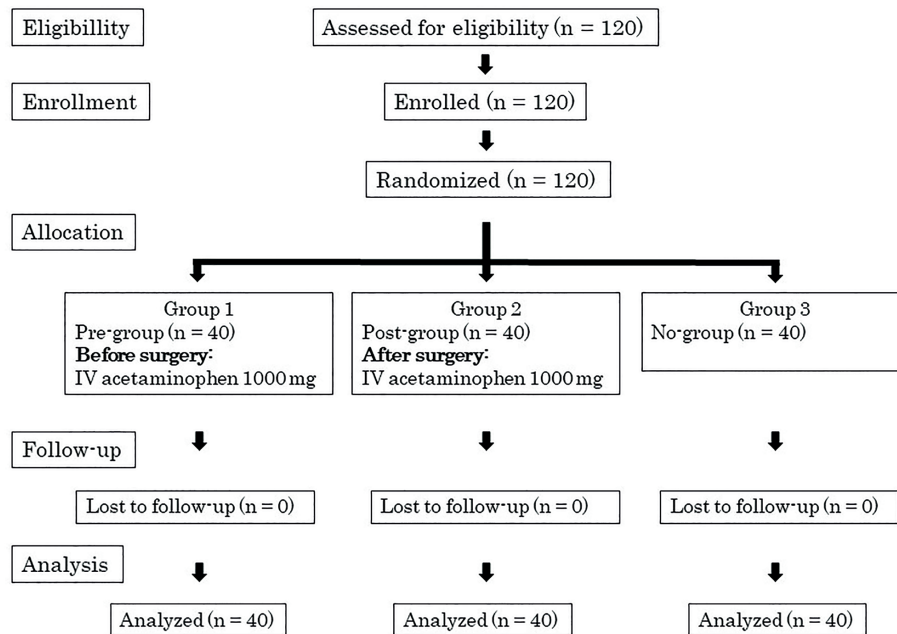 Eligibillity
Assessed for eligibility (n = 120)
Enrollment
Enrolled (n = 120)
Randomized (n = 120)
Allocation
Group 1
Pre-group (n = 40)
Before surgery:
IV acetaminophen 1000 mg
Group 2
Post-group (n = 40)
After surgery:
IV acetaminophen 1000 mg
Group 3
No-group (n = 40)
Follow-up
Lost to follow-up (n = 0)
Lost to follow-up (n = 0)
Lost to follow-up (n = 0)
Analysis
Analyzed (n = 40)
Analyzed (n = 40)
Analyzed (n = 40)